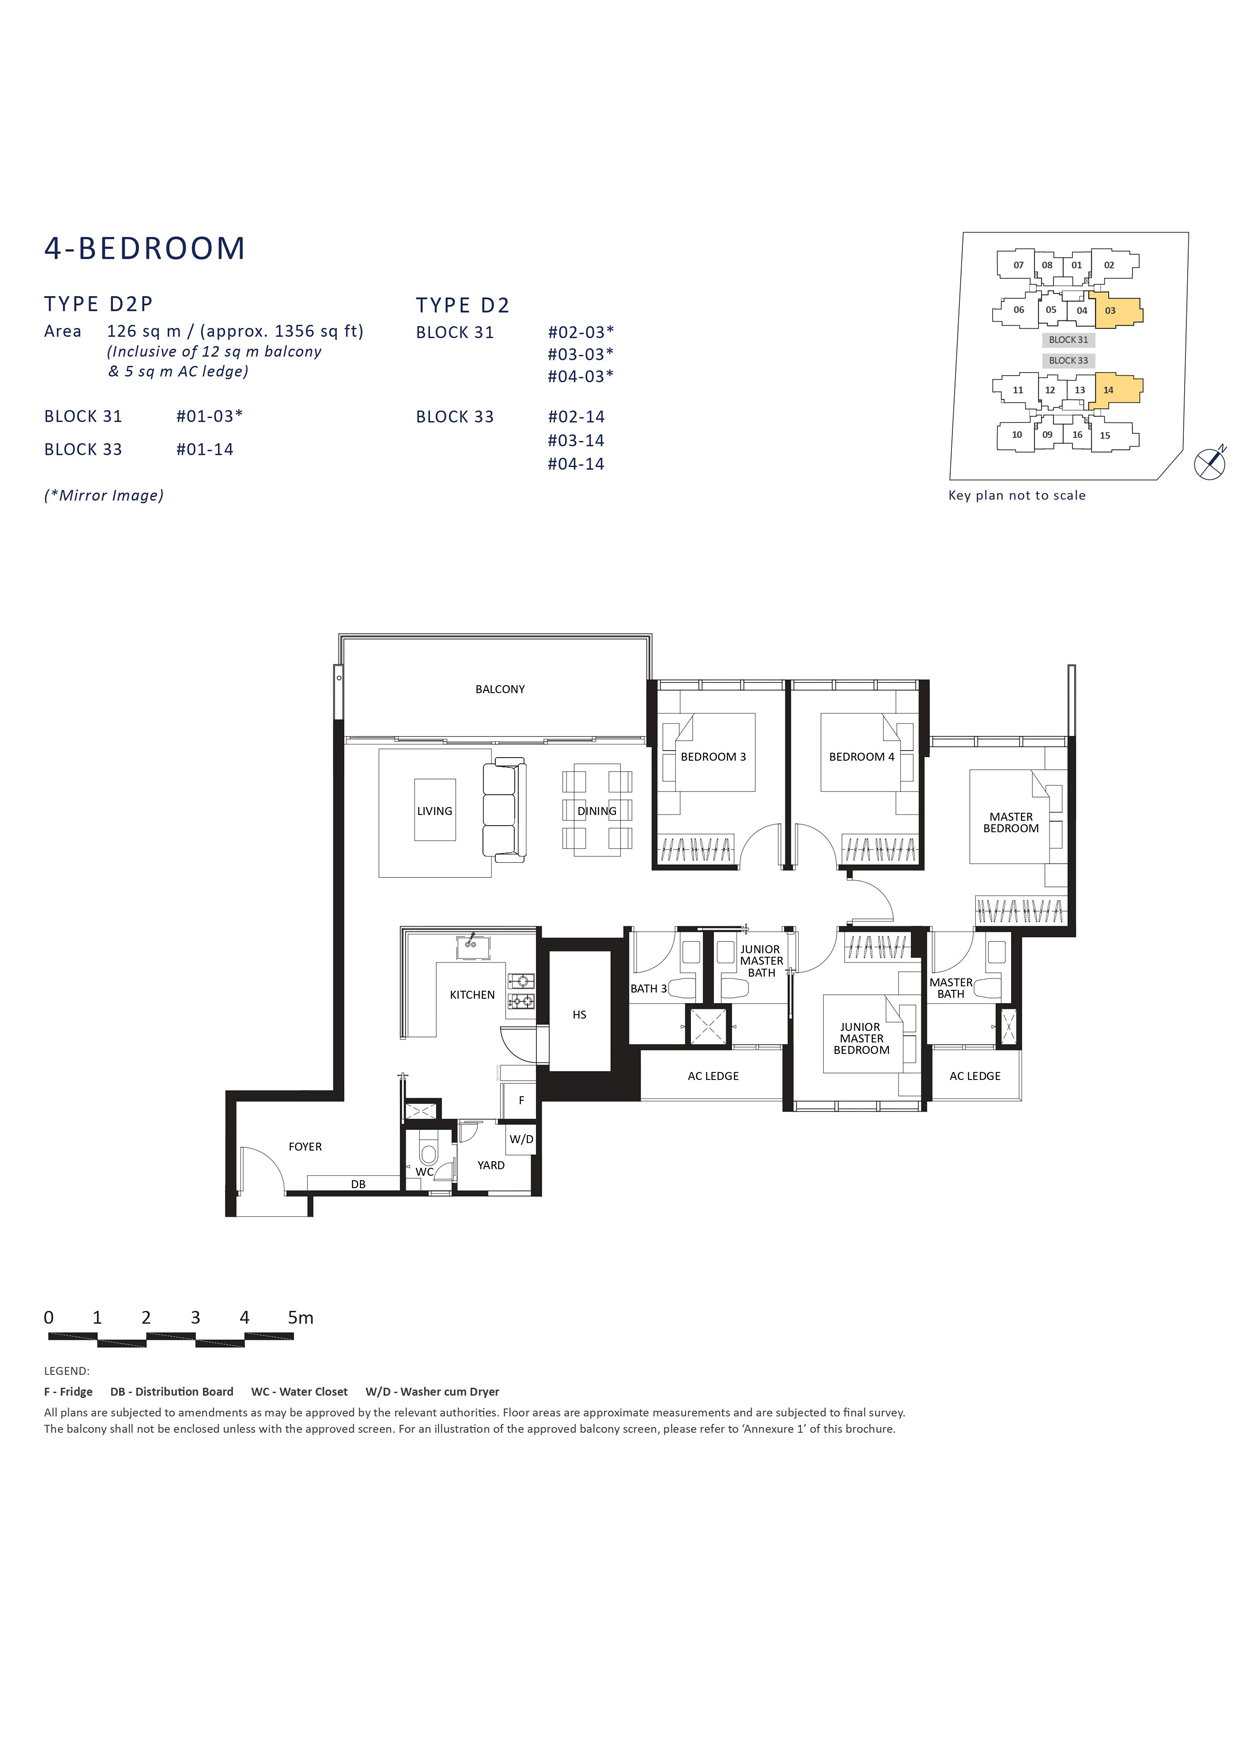 4-BEDROOM
TYPE D2P
Area 126 sq m / (approx. 1356 sq ft)
(Inclusive of 12 sq m balcony
& 5 sq m AC ledge)
BLOCK 31 #01-03*
BLOCK 33 #01-14
(*Mirror Image)
TYPE D2
BLOCK 31 #02-03*
#03-03*
#04-03*
BLOCK 33 #02-14
#03-14
#04-14
07 08 01 02
06 05 04 03
BLOCK 31
BLOCK 33
11 12 13 14
10 09 16 15
N
Key plan not to scale
BALCONY
BEDROOM 3
BEDROOM 4
LIVING
DINING
MASTER
BEDROOM
KITCHEN
HS
BATH 3
JUNIOR
MASTER
BATH
MASTER
BATH
JUNIOR
MASTER
BEDROOM
AC LEDGE
AC LEDGE
F
FOYER
W/D
WC
YARD
DB
0 1 2 3 4 5m
LEGEND:
F - Fridge DB - Distribution Board WC - Water Closet W/D - Washer cum Dryer
All plans are subjected to amendments as may be approved by the relevant authorities. Floor areas are approximate measurements and are subjected to final survey.
The balcony shall not be enclosed unless with the approved screen. For an illustration of the approved balcony screen, please refer to ‘Annexure 1’ of this brochure.